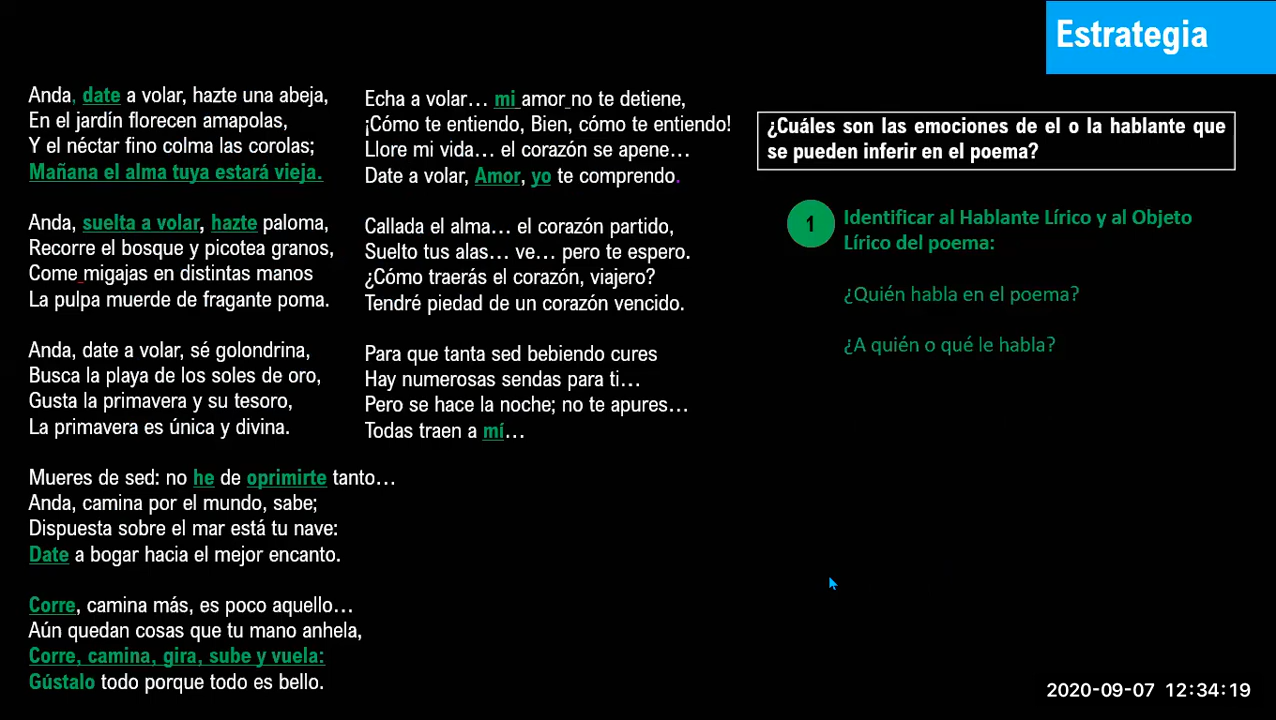 Estrategia
Anda, date a volar, hazte una abeja,
En el jardín florecen amapolas,
Y el néctar fino colma las corolas;
Mañana el alma tuya estará vieja.
Anda, suelta a volar, hazte paloma,
Recorre el bosque y picotea granos,
Come migajas en distintas manos
La pulpa muerde de fragante poma.
Anda, date a volar, sé golondrina,
Busca la playa de los soles de oro,
Gusta la primavera y su tesoro,
La primavera es única y divina.
Mueres de sed: no he de oprimirte tanto…
Anda, camina por el mundo, sabe;
Dispuesta sobre el mar está tu nave:
Date a bogar hacia el mejor encanto.
Corre, camina más, es poco aquello…
Aún quedan cosas que tu mano anhela,
Corre, camina, gira, sube y vuela:
Gústalo todo porque todo es bello.
Echa a volar… mi amor no te detiene,
¡Cómo te entiendo, Bien, cómo te entiendo!
Llore mi vida… el corazón se apene…
Date a volar, Amor, yo te comprendo.
Callada el alma… el corazón partido,
Suelto tus alas… ve… pero te espero.
¿Cómo traerás el corazón, viajero?
Tendré piedad de un corazón vencido.
Para que tanta sed bebiendo cures
Hay numerosas sendas para ti…
Pero se hace la noche; no te apures…
Todas traen a mí…
¿Cuáles son las emociones de el o la hablante que
se pueden inferir en el poema?
1
Identificar al Hablante Lírico y al Objeto
Lírico del poema:
¿Quién habla en el poema?
¿A quién o qué le habla?
2020-09-07 12:34:19